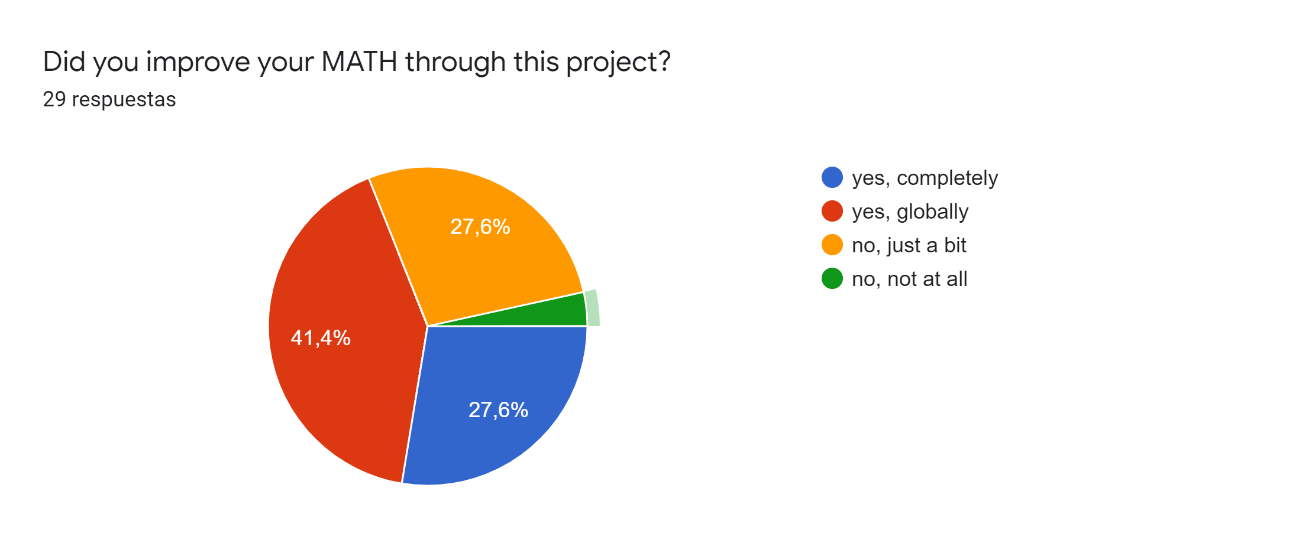 Did you improve your MATH through this project?
29 respuestas
27,6%
41,4%
27,6%
yes, completely
yes, globally
no, just a bit
no, not at all